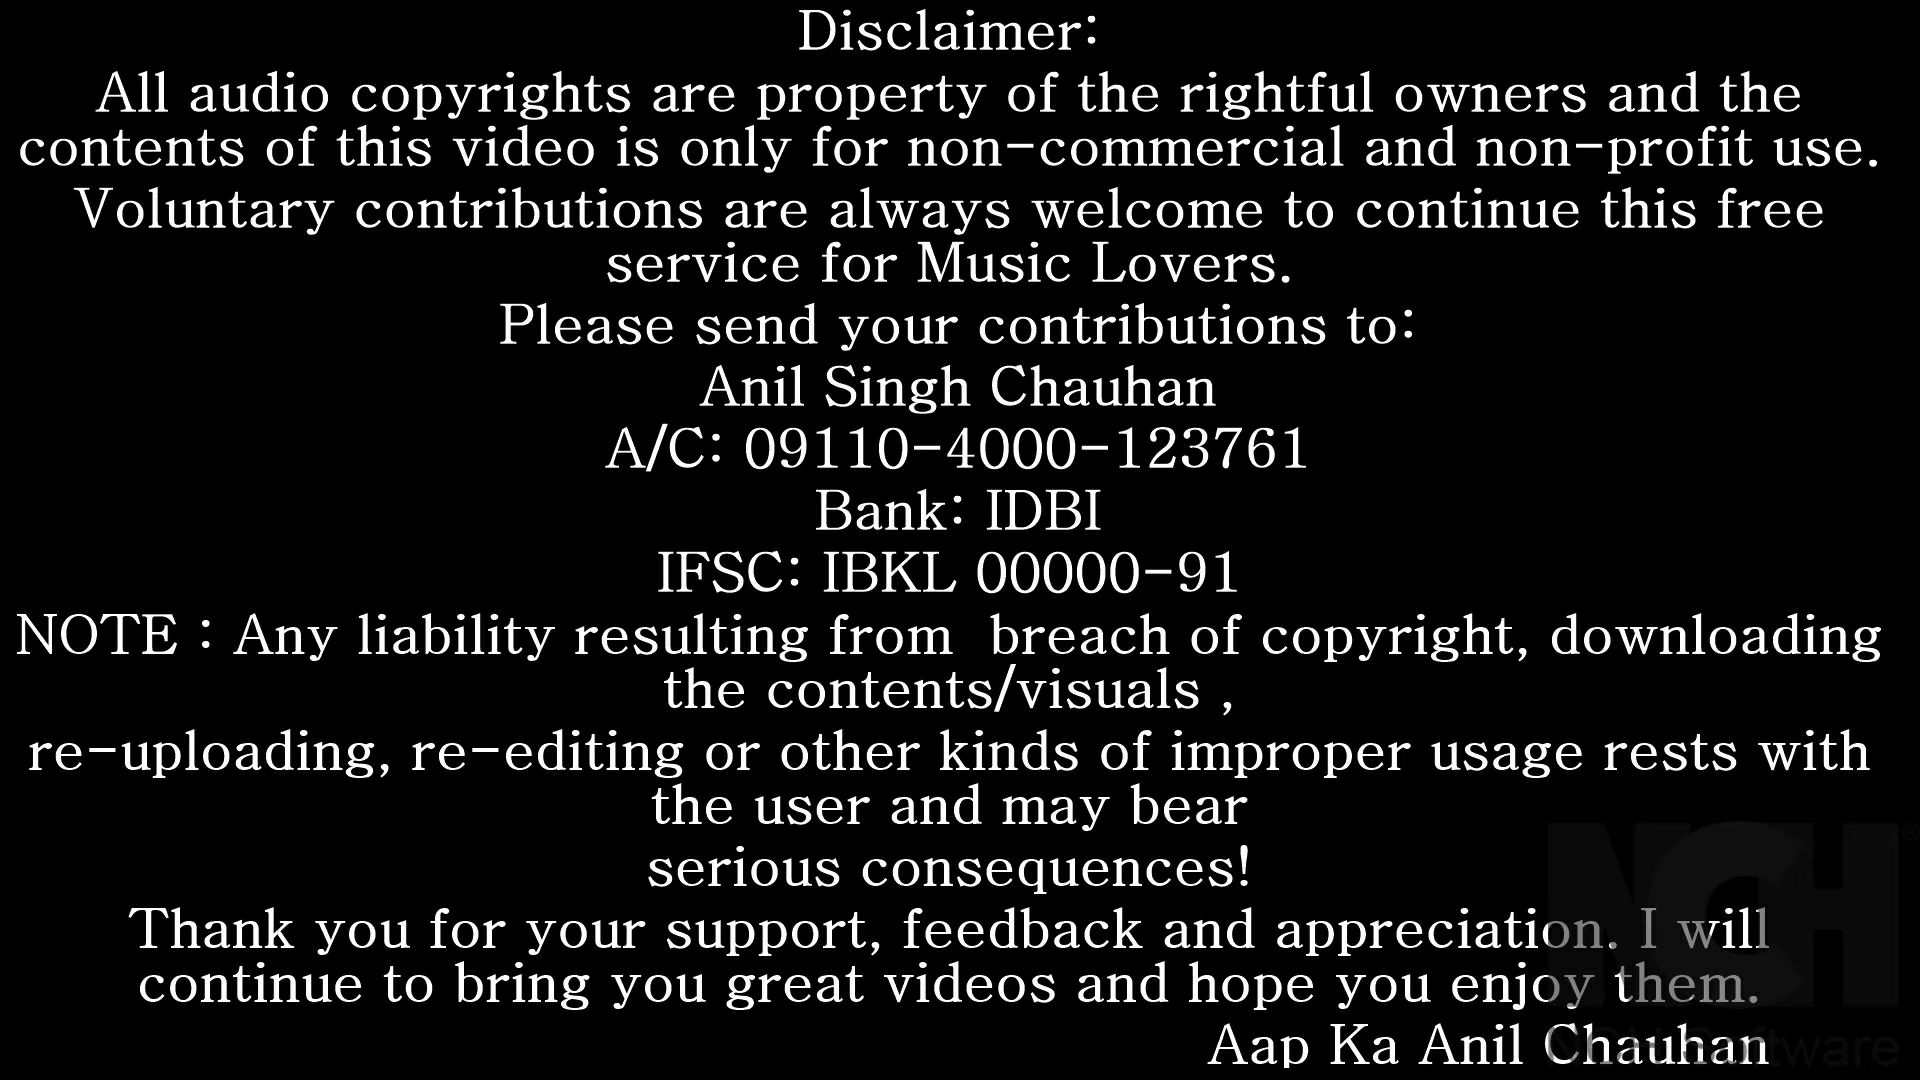 Disclaimer:
All audio copyrights are property of the rightful owners and the
contents of this video is only for non-commercial and non-profit use.
Voluntary contributions are always welcome to continue this free
service for Music Lovers.
Please send your contributions to:
Anil Singh Chauhan
A/C: 09110-4000-123761
Bank: IDBI
IFSC: IBKL 00000-91
NOTE : Any liability resulting from  breach of copyright, downloading
the contents/visuals ,
re-uploading, re-editing or other kinds of improper usage rests with
the user and may bear
serious consequences!
Thank you for your support, feedback and appreciation. I will
continue to bring you great videos and hope you enjoy them.
Aap Ka Anil Chauhan
NCH®
NCH Software